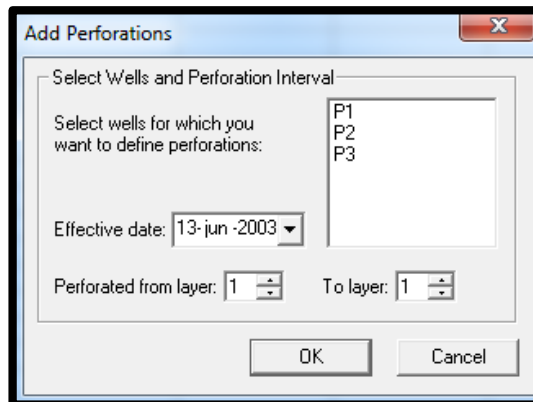 Add Perforations
X
Select Wells and Perforation Interval
Select wells for which you
want to define perforations:
P1
P2
P3
Effective date: 13- jun -2003
Perforated from layer: 1 To layer: 1
OK Cancel